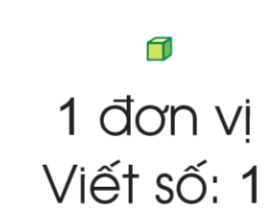 1 đơn vị
Viết số: 1